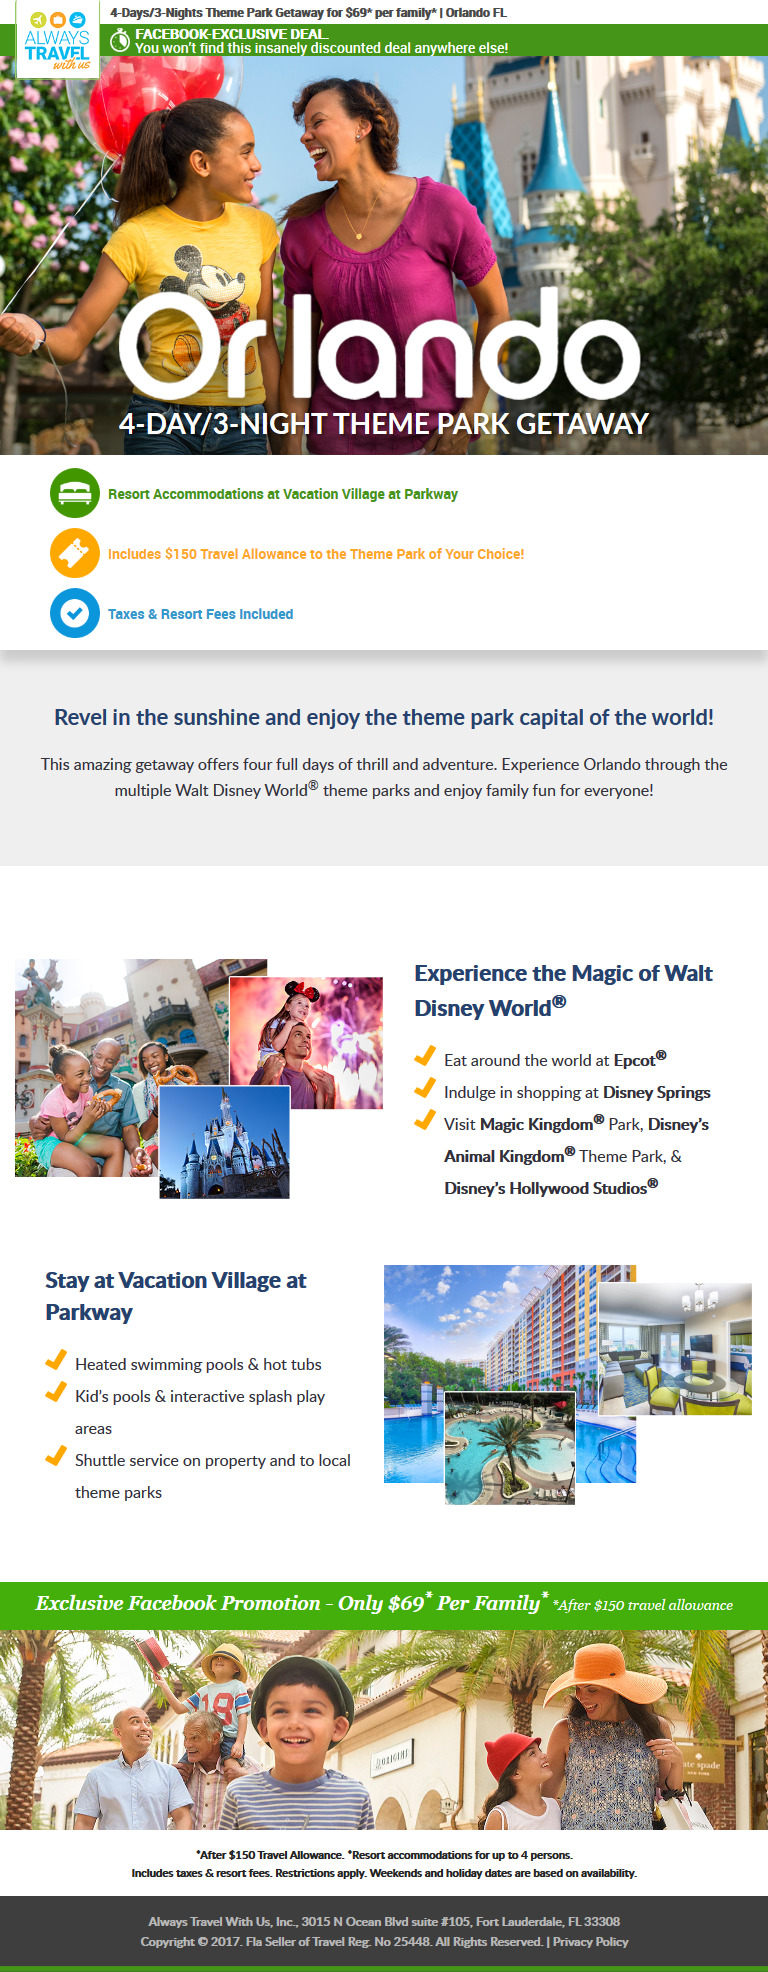 4-Days/3-Nights Theme Park Getaway for $69* per family* | Orlando FL
ALWAYS
TRAVEL
with us
FACEBOOK-EXCLUSIVE DEAL.
You won't find this insanely discounted deal anywhere else!
Orlando
4-DAY/3-NIGHT THEME PARK GETAWAY
Resort Accommodations at Vacation Village at Parkway
Includes $150 Travel Allowance to the Theme Park of Your Choice!
Taxes & Resort Fees Included
Revel in the sunshine and enjoy the theme park capital of the world!
This amazing getaway offers four full days of thrill and adventure. Experience Orlando through the
multiple Walt Disney World® theme parks and enjoy family fun for everyone!
Experience the Magic of Walt
Disney World®
Eat around the world at Epcot®
Indulge in shopping at Disney Springs
Visit Magic Kingdom® Park, Disney's
Animal Kingdom® Theme Park, &
Disney's Hollywood Studios®
Stay at Vacation Village at
Parkway
Heated swimming pools & hot tubs
Kid's pools & interactive splash play
areas
Shuttle service on property and to local
theme parks
Exclusive Facebook Promotion - Only $69* Per Family* *After $150 travel allowance
19
spade
NEW YORK
*After $150 Travel Allowance. *Resort accommodations for up to 4 persons.
Includes taxes & resort fees. Restrictions apply. Weekends and holiday dates are based on availability.
Always Travel With Us, Inc., 3015 N Ocean Blvd suite #105, Fort Lauderdale, FL 33308
Copyright © 2017. Fla Seller of Travel Reg. No 25448. All Rights Reserved. | Privacy Policy